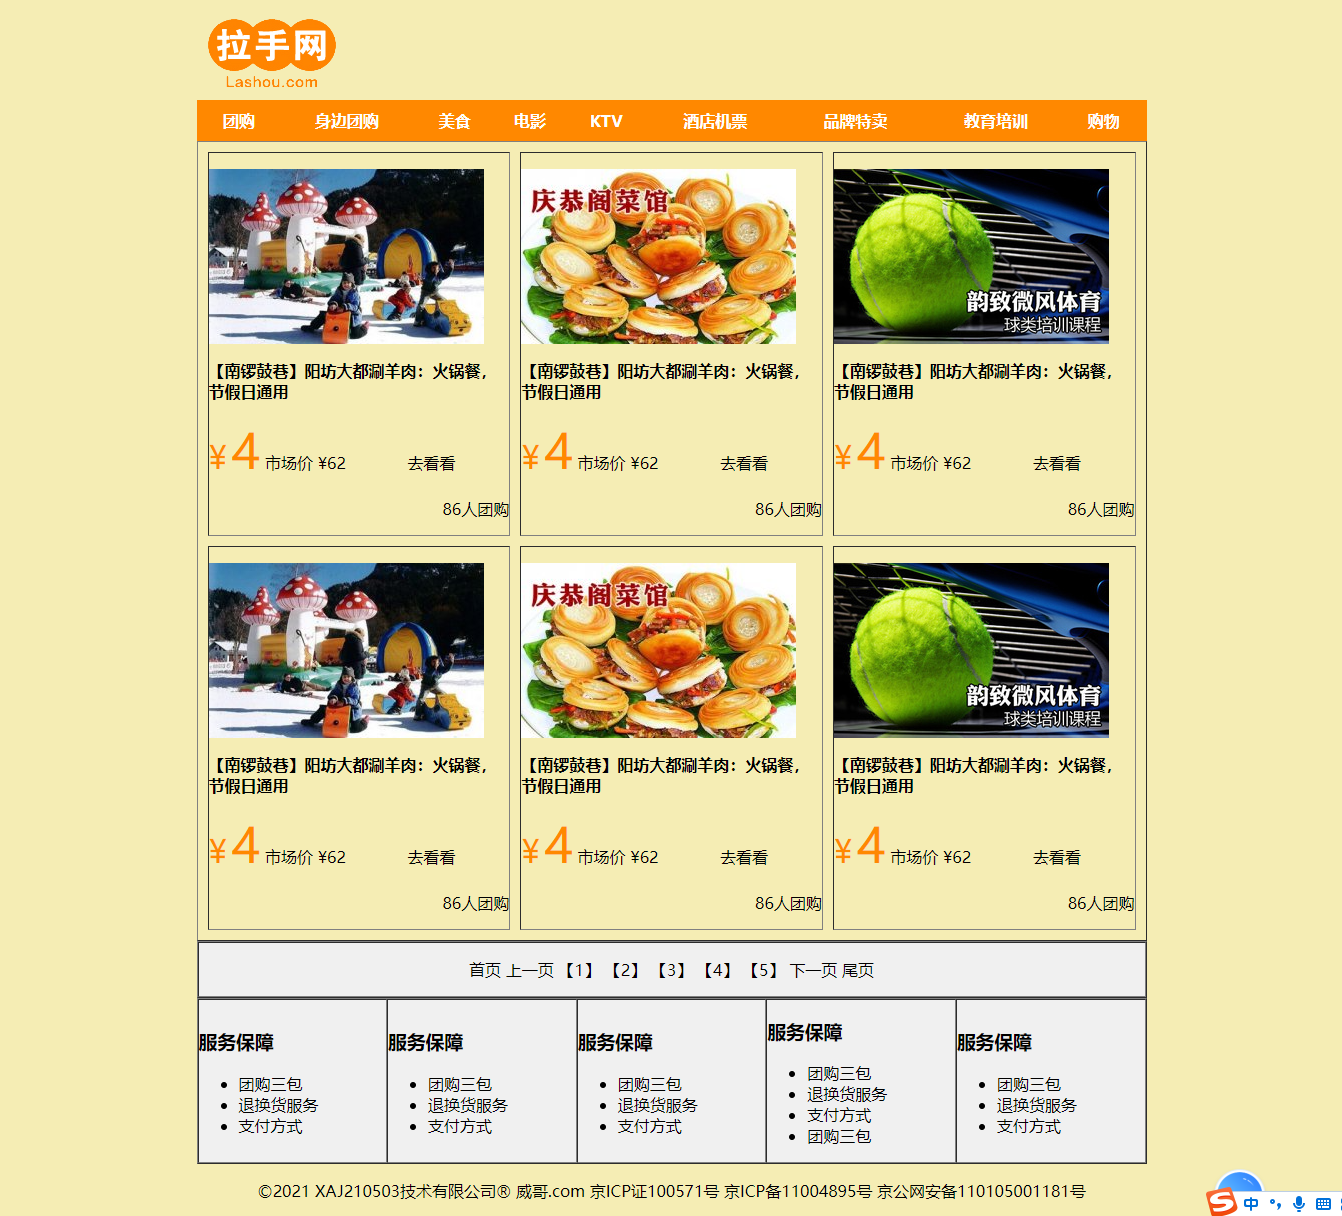 拉手网
Lashou.com
团购 身边团购 美食 电影 KTV 酒店机票 品牌特卖 教育培训 购物
庆恭阁菜馆
韵致微风体育
球类培训课程
【南锣鼓巷】阳坊大都涮羊肉：火锅餐，
节假日通用
¥4 市场价 ¥62 去看看
86人团购
【南锣鼓巷】阳坊大都涮羊肉：火锅餐，
节假日通用
¥4 市场价 ¥62 去看看
86人团购
【南锣鼓巷】阳坊大都涮羊肉：火锅餐，
节假日通用
¥4 市场价 ¥62 去看看
86人团购
庆恭阁菜馆
韵致微风体育
球类培训课程
【南锣鼓巷】阳坊大都涮羊肉：火锅餐，
节假日通用
¥4 市场价 ¥62 去看看
86人团购
【南锣鼓巷】阳坊大都涮羊肉：火锅餐，
节假日通用
¥4 市场价 ¥62 去看看
86人团购
【南锣鼓巷】阳坊大都涮羊肉：火锅餐，
节假日通用
¥4 市场价 ¥62 去看看
86人团购
首页 上一页 【1】 【2】 【3】 【4】 【5】 下一页 尾页
服务保障
团购三包
退换货服务
支付方式
服务保障
团购三包
退换货服务
支付方式
服务保障
团购三包
退换货服务
支付方式
服务保障
团购三包
退换货服务
支付方式
团购三包
服务保障
团购三包
退换货服务
支付方式
©2021 XAJ210503技术有限公司® 威哥.com 京ICP证100571号 京ICP备11004895号 京公网安备110105001181号
中